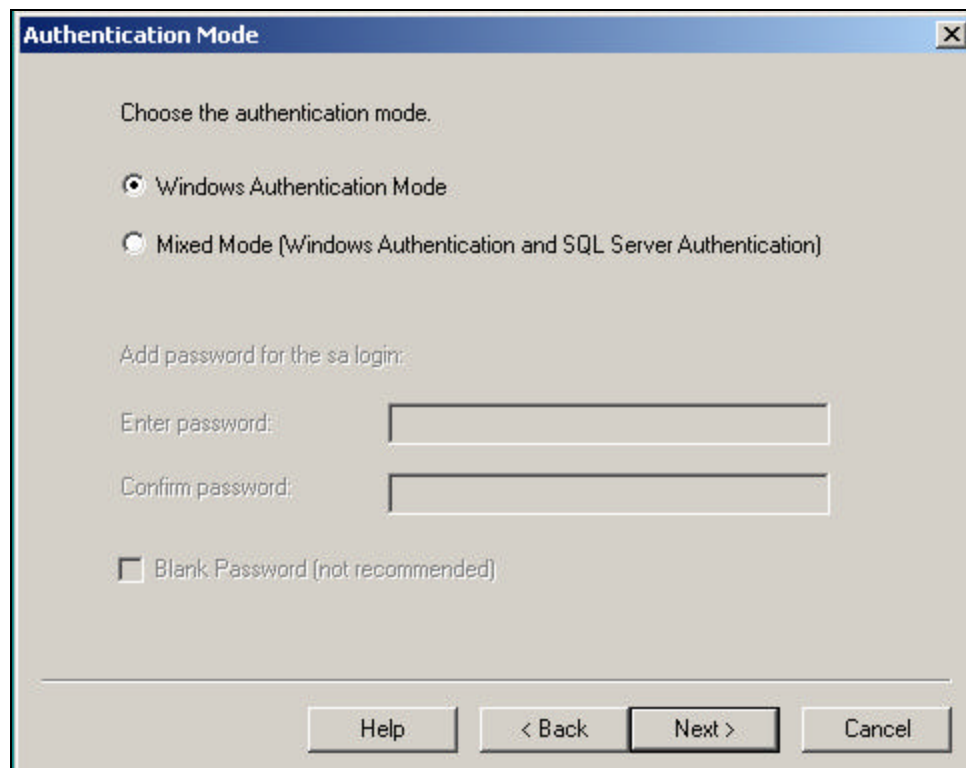 Authentication Mode
Choose the authentication mode.
Windows Authentication Mode
Mixed Mode (Windows Authentication and SQL Server Authentication)
Add password for the sa login:
Enter password:
Confirm password:
Blank Password (not recommended)
Help
< Back
Next >
Cancel